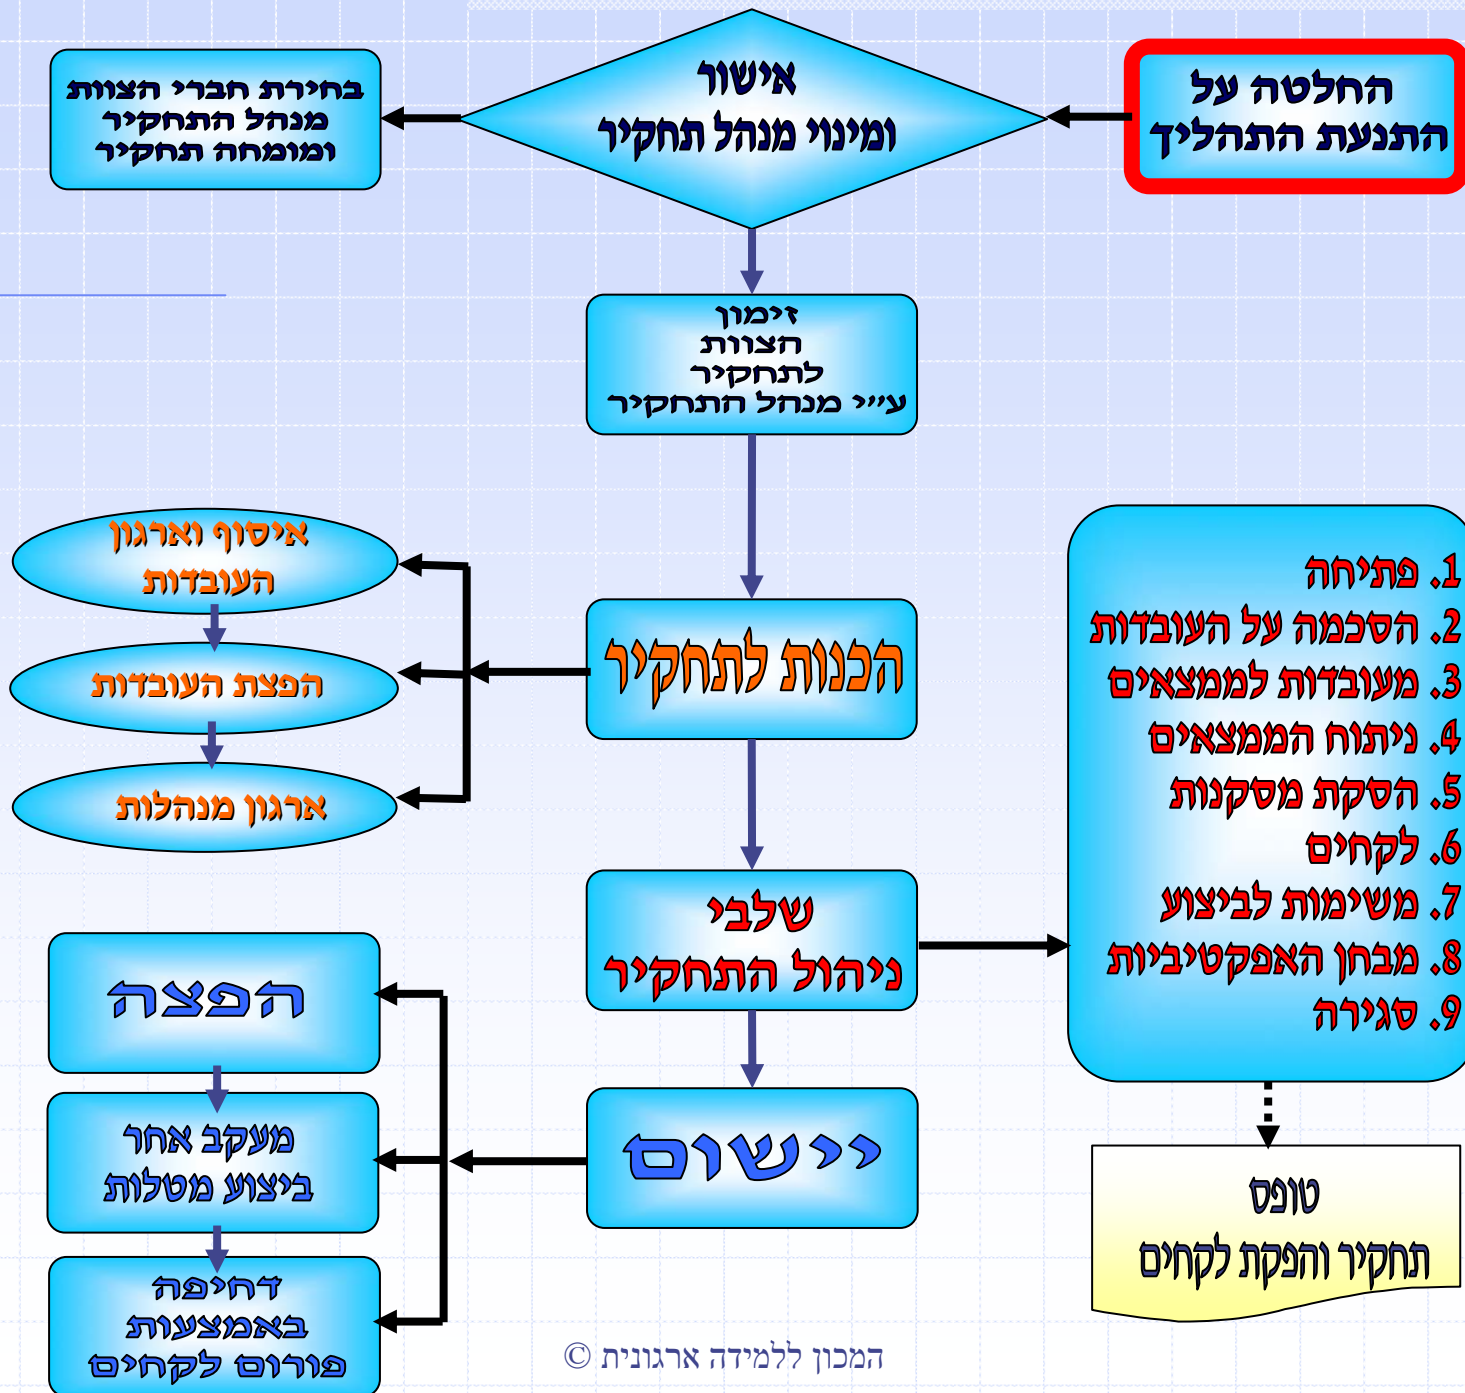 החלטה על
התנעת התהליך
אישור
ומינוי מנהל תחקיר
בחירת חברי הצוות
מנהל התחקיר
ומומחה תחקיר
זימון
הצוות
לתחקיר
ע״י מנהל התחקיר
הכנות לתחקיר
איסוף וארגון
העובדות
הפצת העובדות
ארגון מנהלות
שלבי
ניהול התחקיר
1. פתיחה
2. הסכמה על העובדות
3. מעובדות לממצאים
4. ניתוח הממצאים
5. הסקת מסקנות
6. לקחים
7. משימות לביצוע
8. מבחן האפקטיביות
9. סגירה
טופס
תחקיר והפקת לקחים
יישום
הפצה
מעקב אחר
ביצוע מטלות
דחיפה
באמצעות
פורום לקחים
המכון ללמידה ארגונית ©